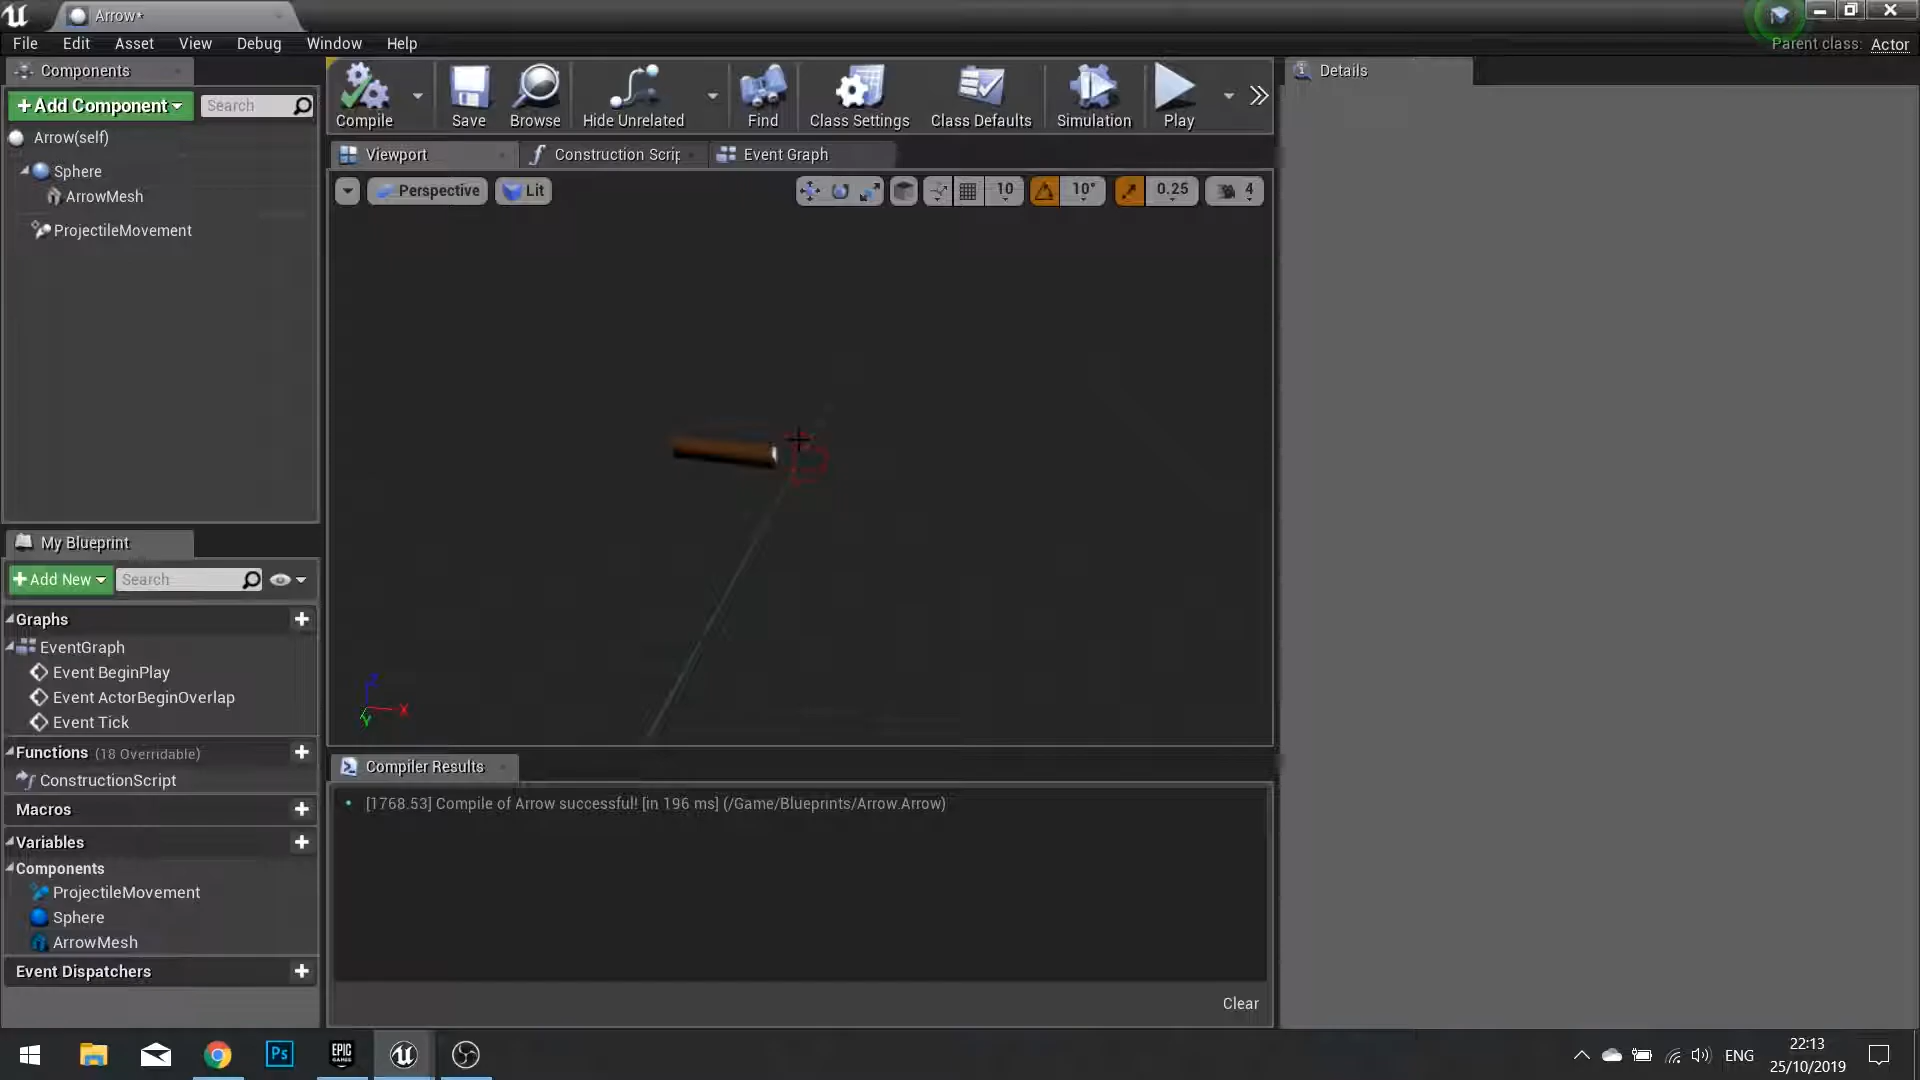 Arrow*
File Edit Asset View Debug Window Help
Parent class: Actor
Components
Add Component
Search
Arrow(self)
Sphere
ArrowMesh
ProjectileMovement
Compile
Save
Browse
Hide Unrelated
Find
Class Settings
Class Defaults
Simulation
Play
Details
Viewport
Construction Scrip
Event Graph
Perspective
Lit
10
10°
0.25
4
Z
X
Y
My Blueprint
Add New
Search
Graphs
EventGraph
Event BeginPlay
Event ActorBeginOverlap
Event Tick
Functions (18 Overridable)
ConstructionScript
Macros
Variables
Components
ProjectileMovement
Sphere
ArrowMesh
Event Dispatchers
Compiler Results
[1768.53] Compile of Arrow successful! [in 196 ms] (/Game/Blueprints/Arrow.Arrow)
Clear
Ps
EPIC
GAMES
ENG
22:13
25/10/2019